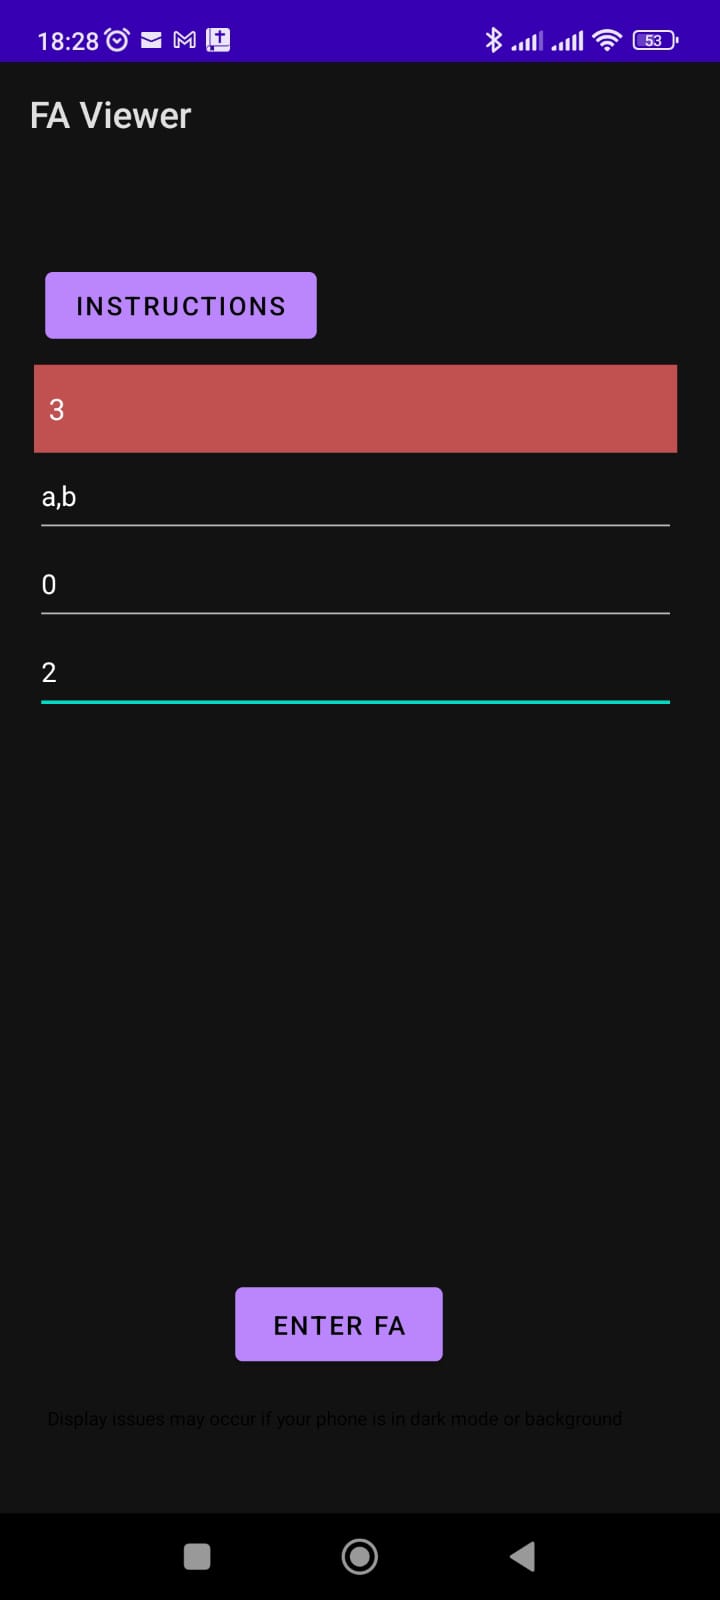 18:28
53
FA Viewer
INSTRUCTIONS
3
a,b
0
2
ENTER FA
Display issues may occur if your phone is in dark mode or background